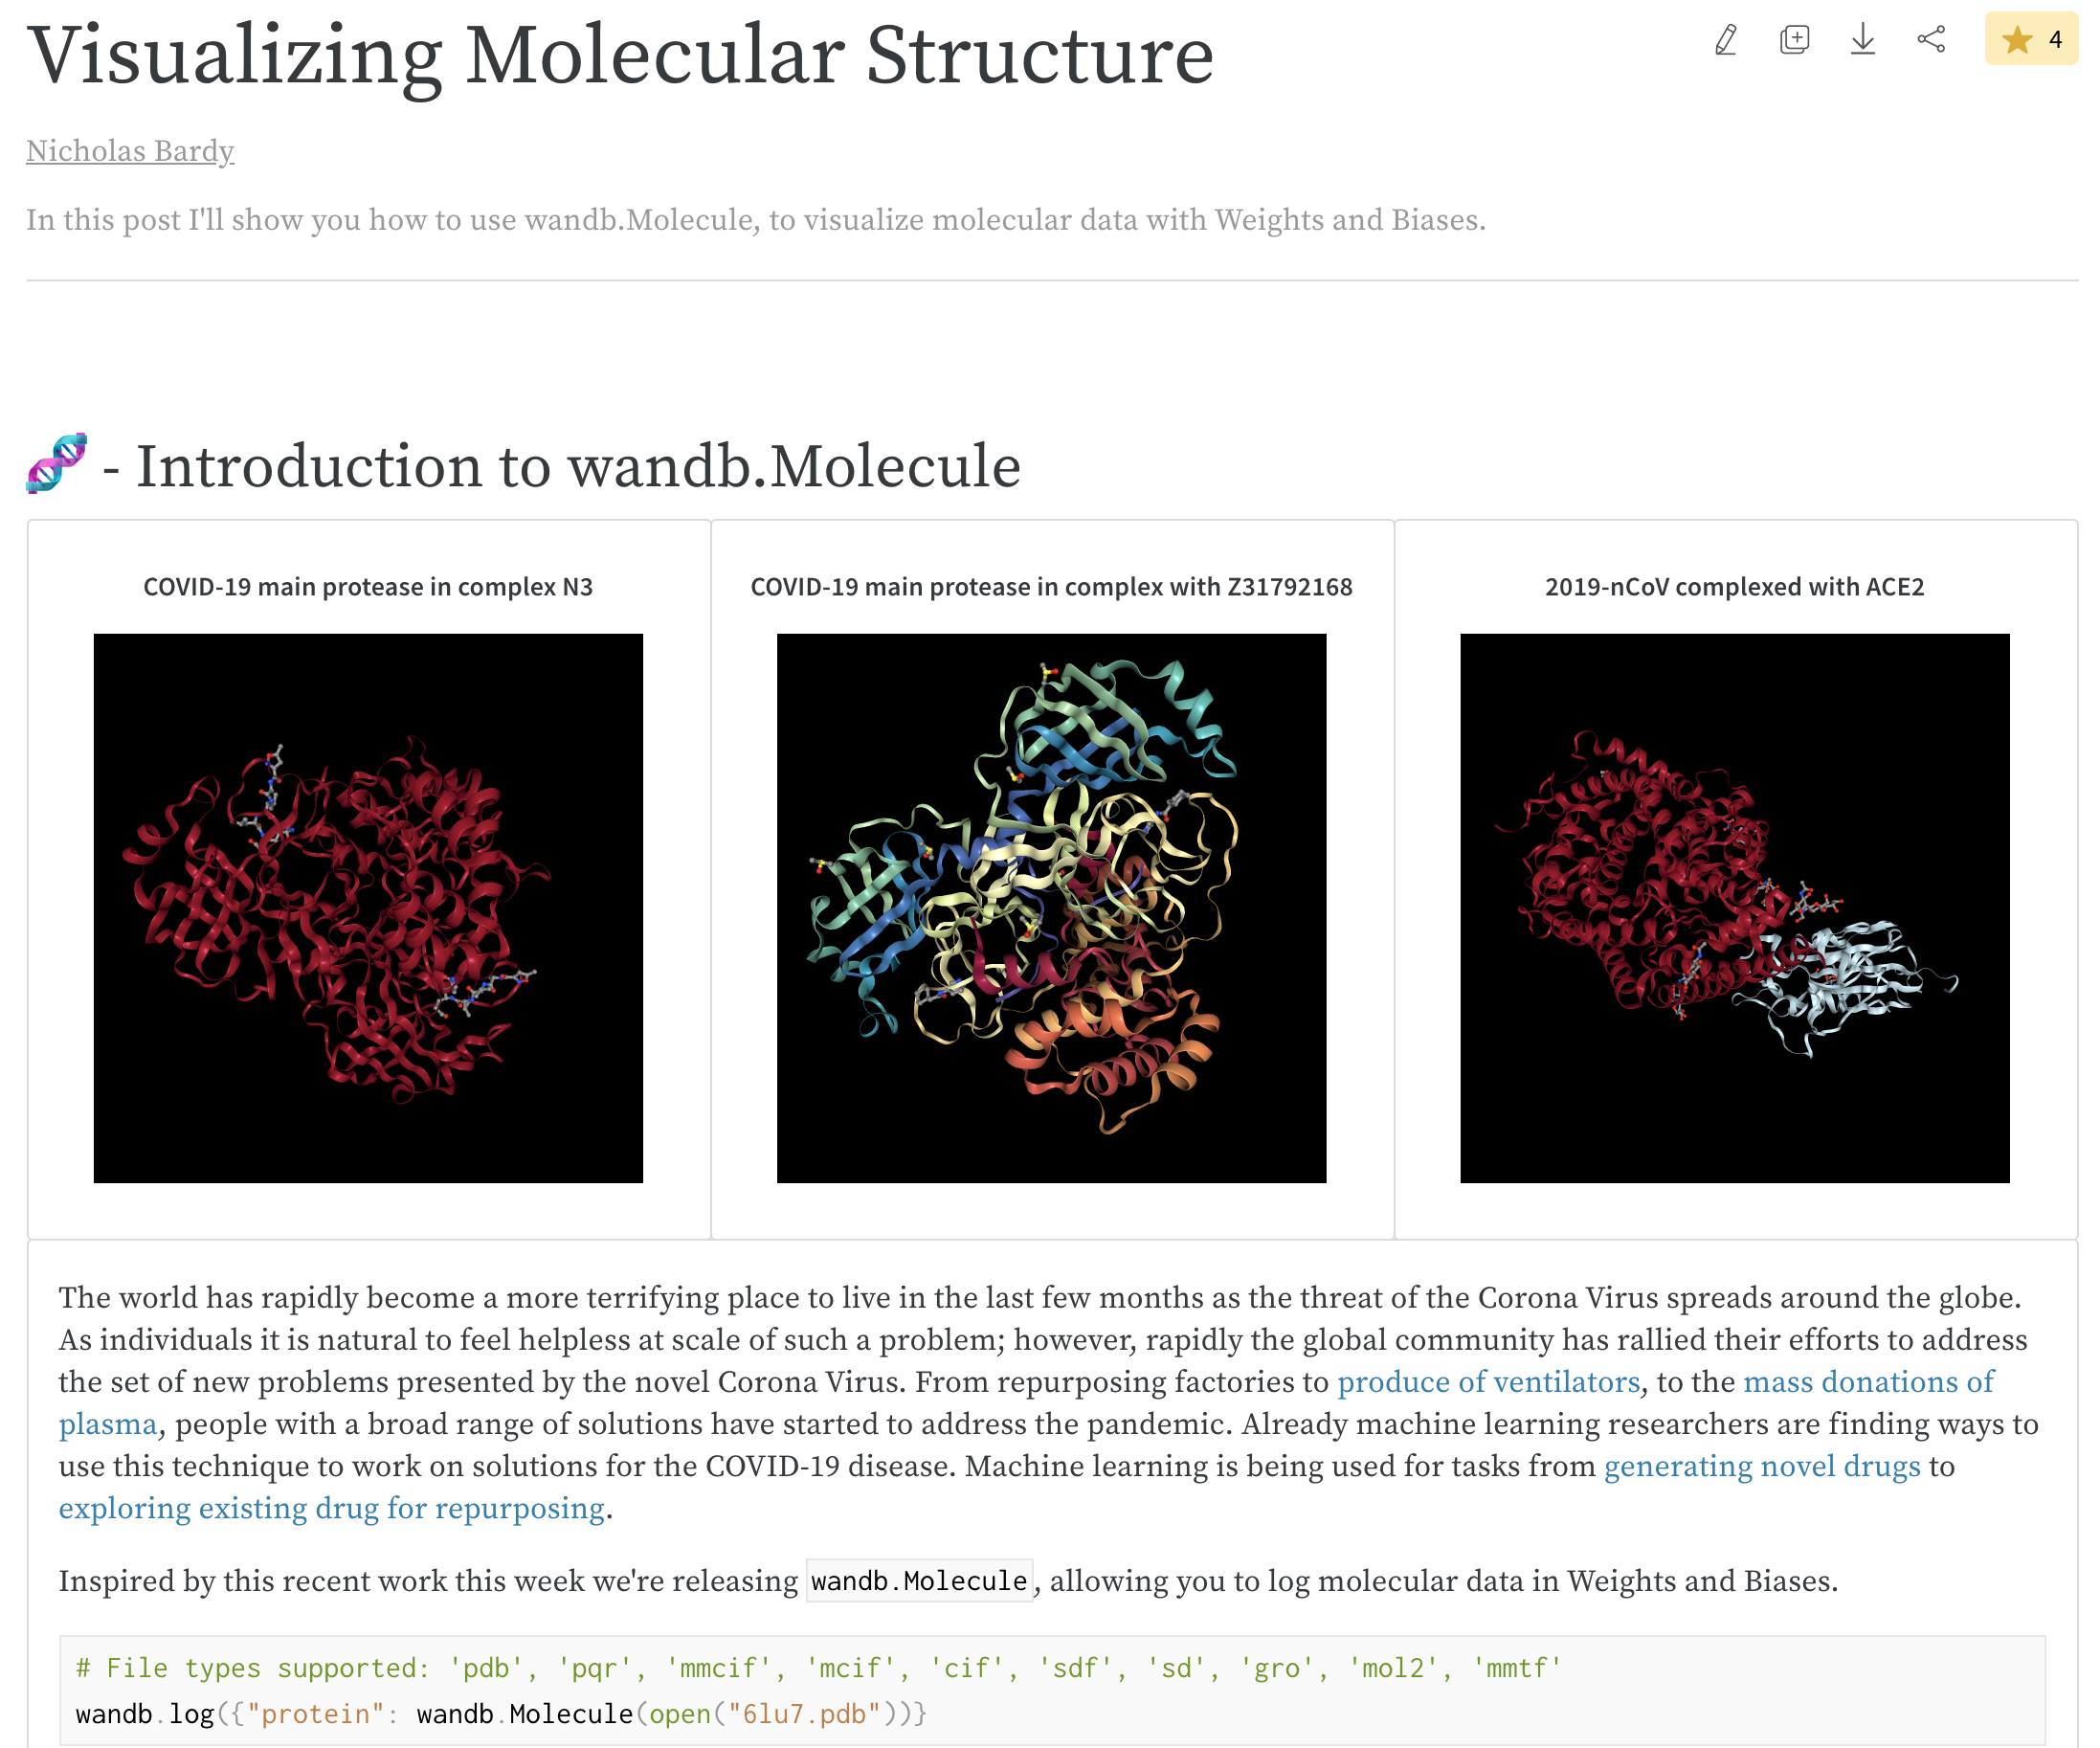 Visualizing Molecular Structure
4
Nicholas Bardy
In this post I'll show you how to use wandb.Molecule, to visualize molecular data with Weights and Biases.
- Introduction to wandb.Molecule
COVID-19 main protease in complex N3
COVID-19 main protease in complex with Z31792168
2019-nCoV complexed with ACE2
The world has rapidly become a more terrifying place to live in the last few months as the threat of the Corona Virus spreads around the globe.
As individuals it is natural to feel helpless at scale of such a problem; however, rapidly the global community has rallied their efforts to address
the set of new problems presented by the novel Corona Virus. From repurposing factories to produce of ventilators, to the mass donations of
plasma, people with a broad range of solutions have started to address the pandemic. Already machine learning researchers are finding ways to
use this technique to work on solutions for the COVID-19 disease. Machine learning is being used for tasks from generating novel drugs to
exploring existing drug for repurposing.
Inspired by this recent work this week we're releasing wandb.Molecule, allowing you to log molecular data in Weights and Biases.
# File types supported: 'pdb', 'pqr', 'mmcif', 'mcif', 'cif', 'sdf', 'sd', 'gro', 'mol2', 'mmtf'
wandb.log({"protein": wandb.Molecule(open("6lu7.pdb"))}